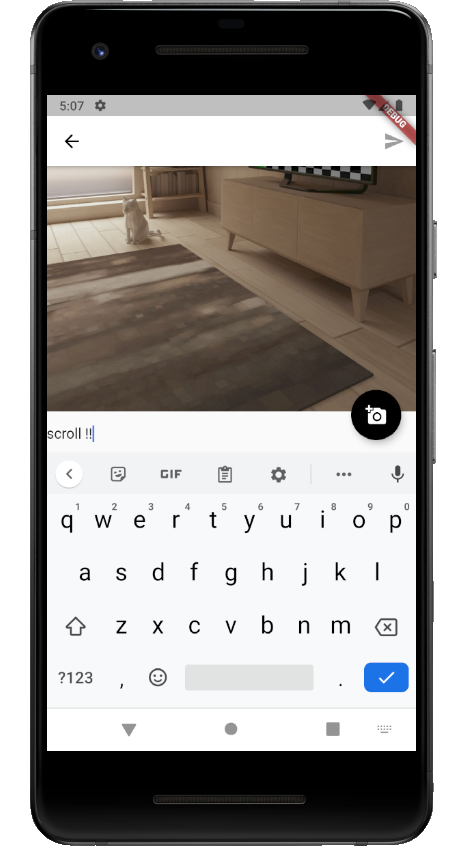 5:07
DEBUG
scroll !!
GIF
q1 w2 e3 r4 t5 y6 u7 i8 o9 p0
a s d f g h j k l
z x c v b n m
?123 , .